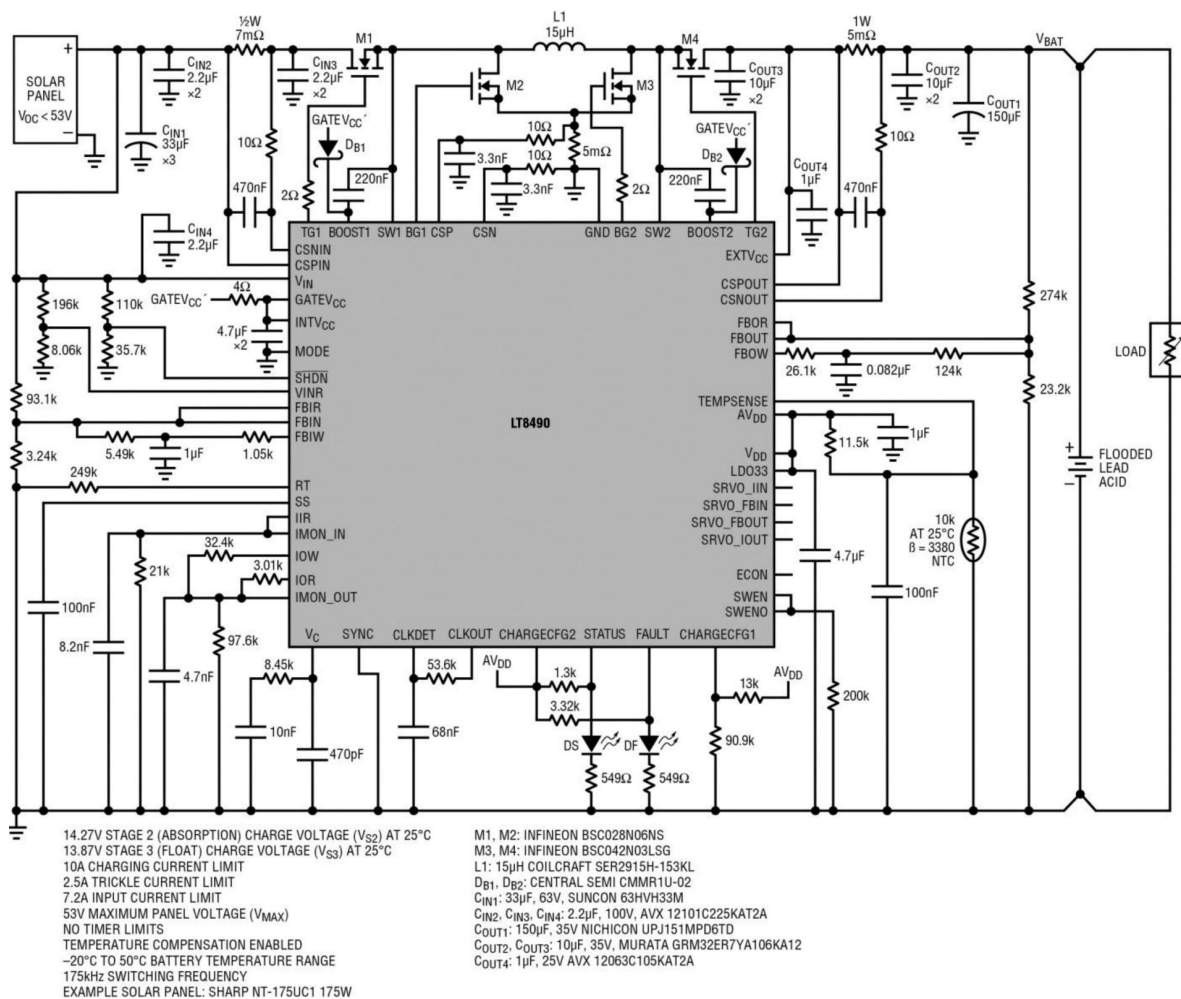 SOLAR
PANEL
VOC < 53V
+
–
CIN2
2.2µF
×2
CIN1
33µF
×3
½W
7mΩ
CIN3
2.2µF
×2
M1
L1
15µH
M2
M3
M4
COUT3
10µF
×2
1W
5mΩ
COUT2
10µF
×2
VBAT
COUT1
150µF
10Ω
470nF
GATEVCC´
DB1
2Ω
220nF
10Ω
3.3nF
10Ω
3.3nF
5mΩ
2Ω
GATEVCC´
DB2
220nF
COUT4
1µF
470nF
10Ω
CIN4
2.2µF
TG1
BOOST1
SW1
BG1
CSP
CSN
GND
BG2
SW2
BOOST2
TG2
CSNIN
CSPIN
VIN
GATEVCC
INTVCC
MODE
SHDN
VINR
FBIR
FBIN
FBIW
RT
SS
IIR
IMON_IN
IOW
IOR
IMON_OUT
LT8490
EXTVCC
CSPOUT
CSNOUT
FBOR
FBOUT
FBOW
TEMPSENSE
AVDD
VDD
LDO33
SRVO_IIN
SRVO_FBIN
SRVO_FBOUT
SRVO_IOUT
ECON
SWEN
SWENO
VC
SYNC
CLKDET
CLKOUT
CHARGECFG2
STATUS
FAULT
CHARGECFG1
GATEVCC´
4Ω
4.7µF
×2
196k
8.06k
110k
35.7k
93.1k
3.24k
5.49k
1µF
1.05k
249k
32.4k
3.01k
21k
97.6k
100nF
8.2nF
4.7nF
8.45k
10nF
470pF
53.6k
68nF
AVDD
1.3k
3.32k
DS
DF
549Ω
549Ω
13k
AVDD
90.9k
200k
26.1k
0.082µF
124k
274k
23.2k
11.5k
1µF
4.7µF
100nF
10k
AT 25°C
ß = 3380
NTC
+
–
FLOODED
LEAD
ACID
LOAD
14.27V STAGE 2 (ABSORPTION) CHARGE VOLTAGE (VS2) AT 25°C
13.87V STAGE 3 (FLOAT) CHARGE VOLTAGE (VS3) AT 25°C
10A CHARGING CURRENT LIMIT
2.5A TRICKLE CURRENT LIMIT
7.2A INPUT CURRENT LIMIT
53V MAXIMUM PANEL VOLTAGE (VMAX)
NO TIMER LIMITS
TEMPERATURE COMPENSATION ENABLED
–20°C TO 50°C BATTERY TEMPERATURE RANGE
175kHz SWITCHING FREQUENCY
EXAMPLE SOLAR PANEL: SHARP NT-175UC1 175W
M1, M2: INFINEON BSC028N06NS
M3, M4: INFINEON BSC042N03LSG
L1: 15µH COILCRAFT SER2915H-153KL
DB1, DB2: CENTRAL SEMI CMMR1U-02
CIN1: 33µF, 63V, SUNCON 63HVH33M
CIN2, CIN3, CIN4: 2.2µF, 100V, AVX 12101C225KAT2A
COUT1: 150µF, 35V NICHICON UPJ151MPD6TD
COUT2, COUT3: 10µF, 35V, MURATA GRM32ER7YA106KA12
COUT4: 1µF, 25V AVX 12063C105KAT2A